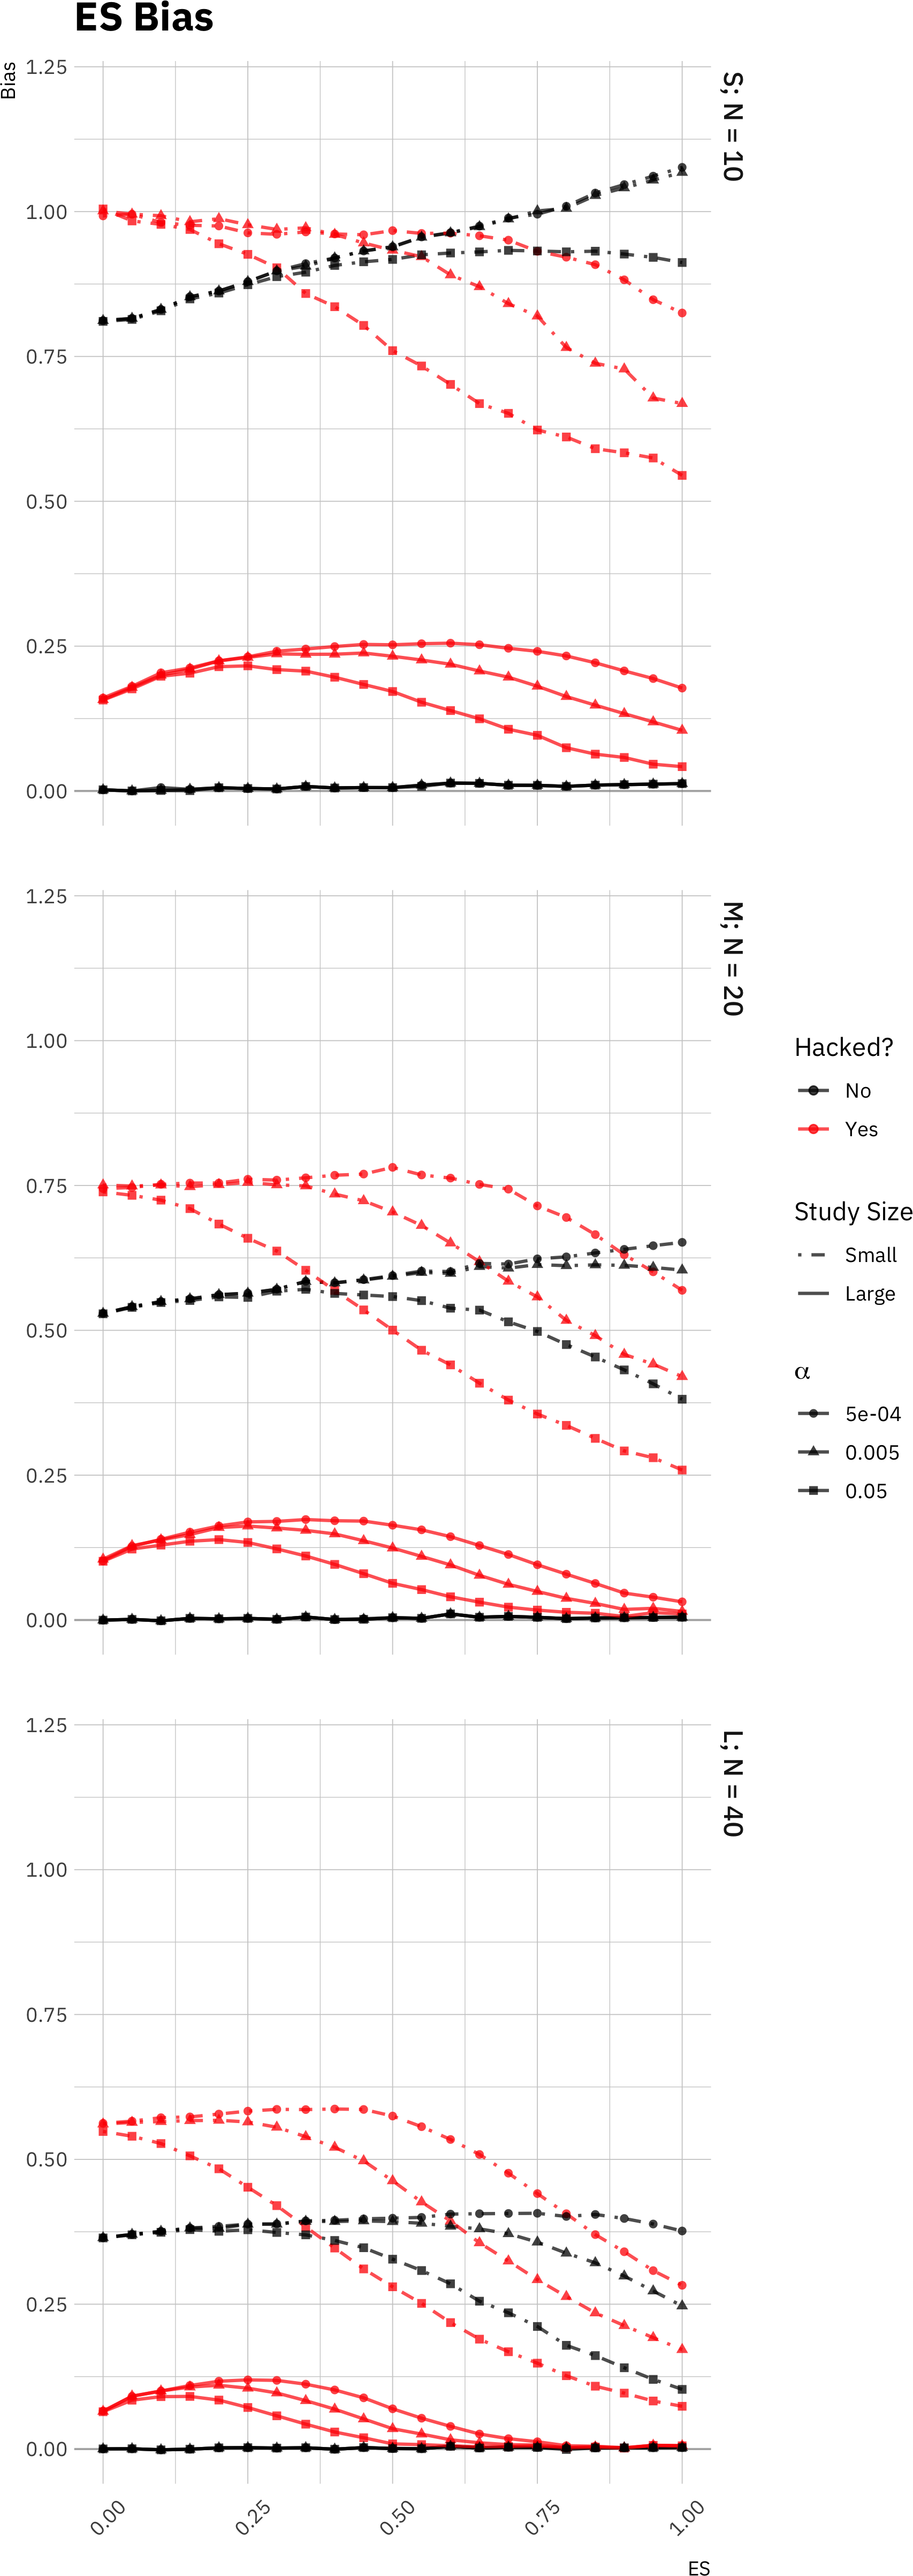 ES Bias
Bias
1.25
1.00
0.75
0.50
0.25
0.00
S; N = 10
1.25
1.00
0.75
0.50
0.25
0.00
M; N = 20
1.25
1.00
0.75
0.50
0.25
0.00
L; N = 40
0.00
0.25
0.50
0.75
1.00
ES
Hacked?
No
Yes
Study Size
Small
Large
α
5e-04
0.005
0.05